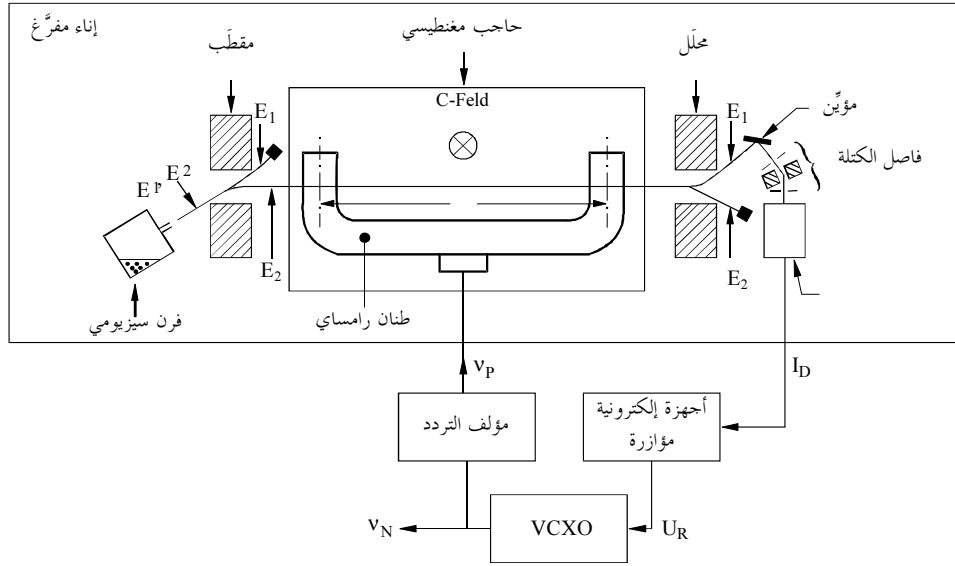 إناء مفرَّغ
حاجب مغنطيسي
مقطَب
محلَل
C-Feld
E1
E1
مؤيِّن
فاصل الكتلة
E1, E2
E2
E2
فرن سيزيومي
طنان رامساي
νP
ID
مؤلف التردد
أجهزة إلكترونية
مؤازرة
νN
VCXO
UR